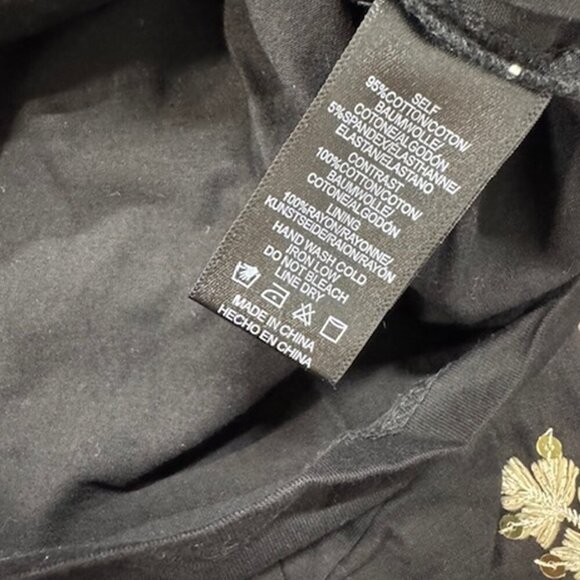 SELF
95%COTTON/COTON/
BAUMWOLLE/
COTONE/ALGODÓN
5%SPANDEX/ÉLASTHANNE/
ELASTAN/ELASTANO
CONTRAST
100%COTTON/COTON/
BAUMWOLLE/
COTONE/ALGODÓN
LINING
100%RAYON/RAYONNE/
KUNSTSEIDE/RAION/RAYÓN
HAND WASH COLD
IRON LOW
DO NOT BLEACH
LINE DRY
MADE IN CHINA
HECHO EN CHINA